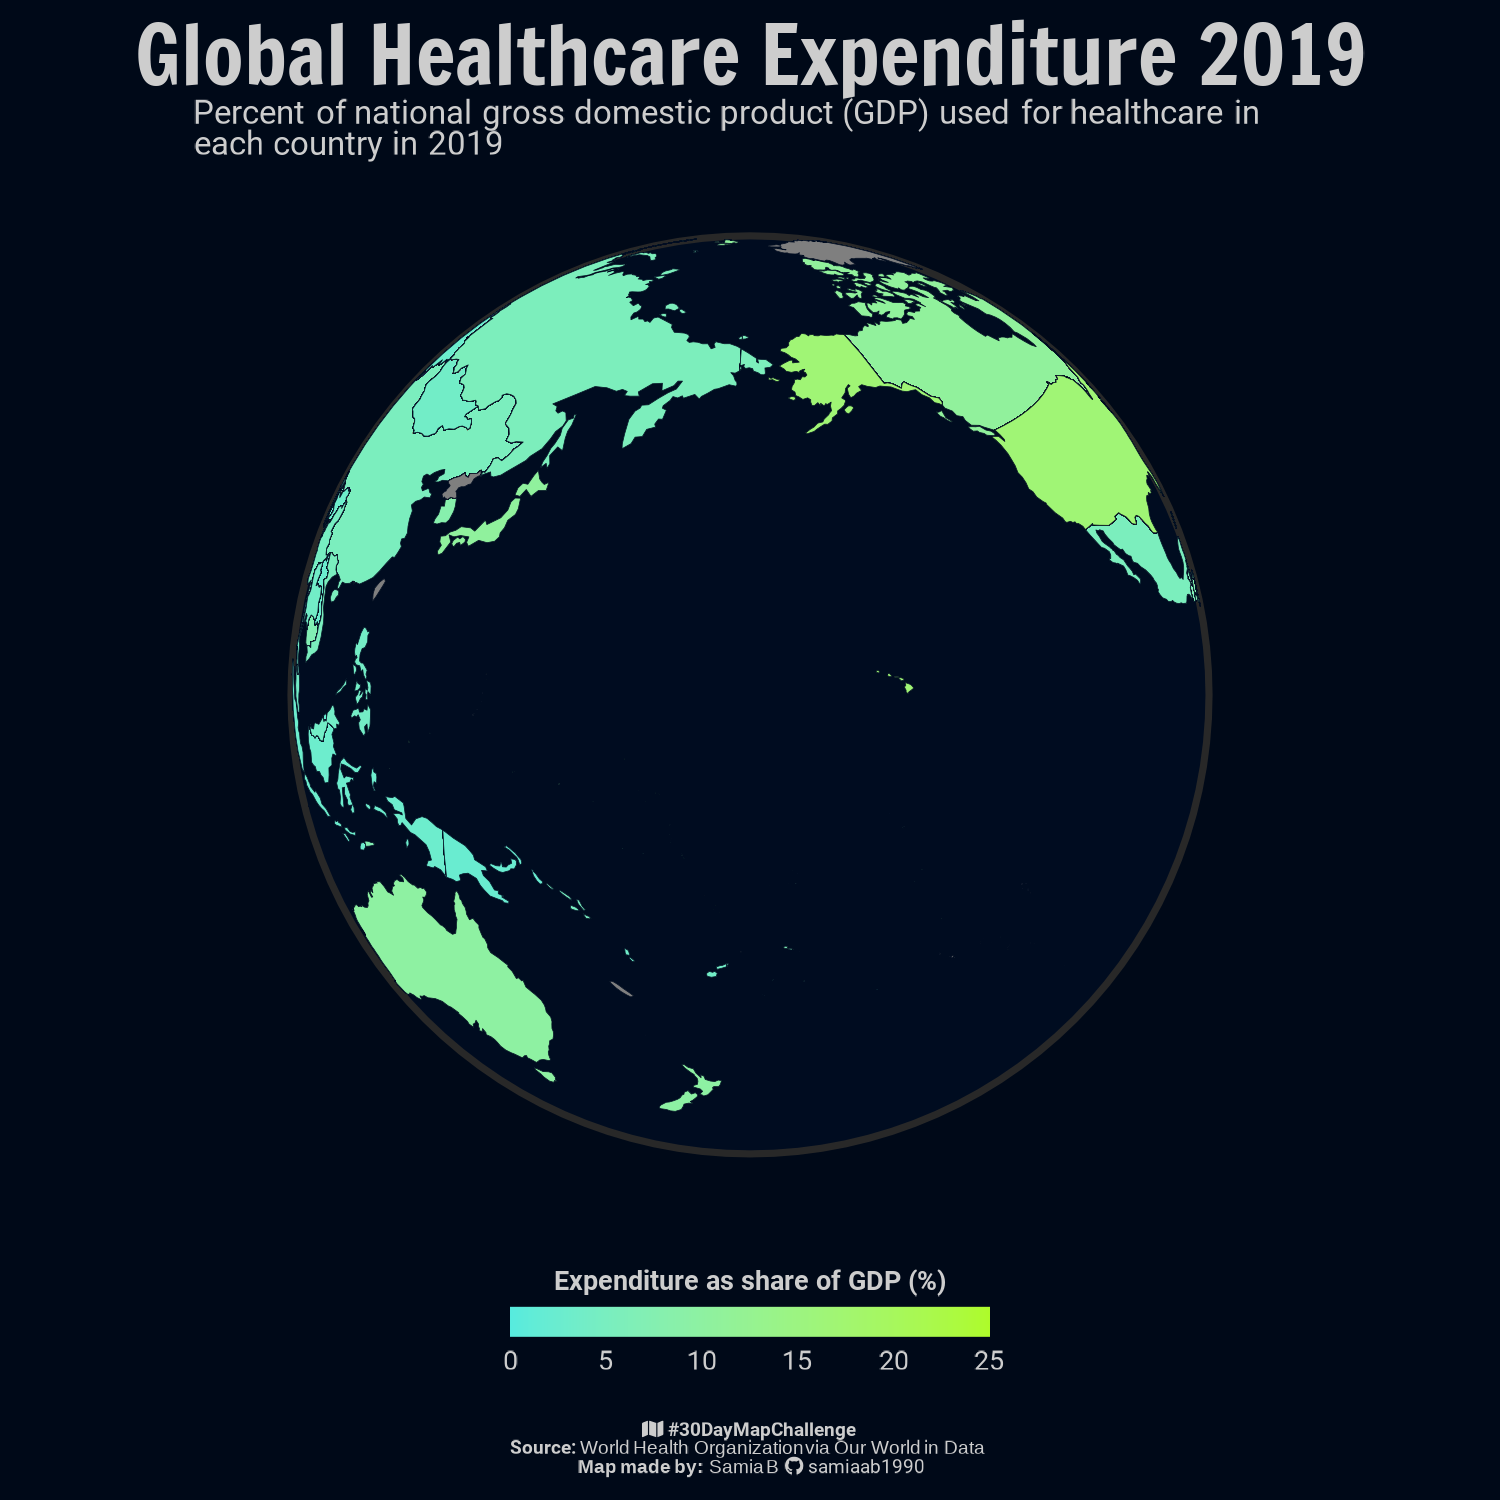 Global Healthcare Expenditure 2019
Percent of national gross domestic product (GDP) used for healthcare in
each country in 2019
Expenditure as share of GDP (%)
0 5 10 15 20 25
#30DayMapChallenge
Source: World Health Organization via Our World in Data
Map made by: Samia B samiaab1990